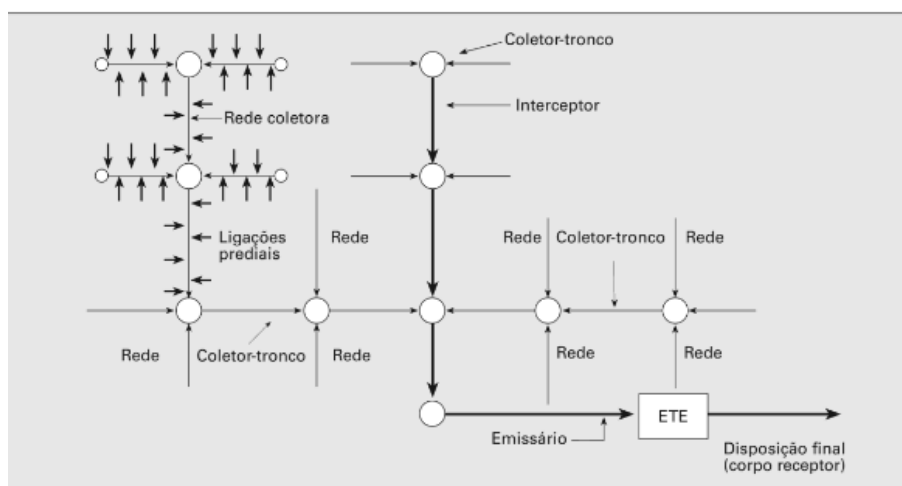 Coletor-tronco
Interceptor
Rede coletora
Ligações
prediais
Rede
Rede
Coletor-tronco
Rede
Rede
Coletor-tronco
Rede
Rede
Rede
Emissário
ETE
Disposição final
(corpo receptor)